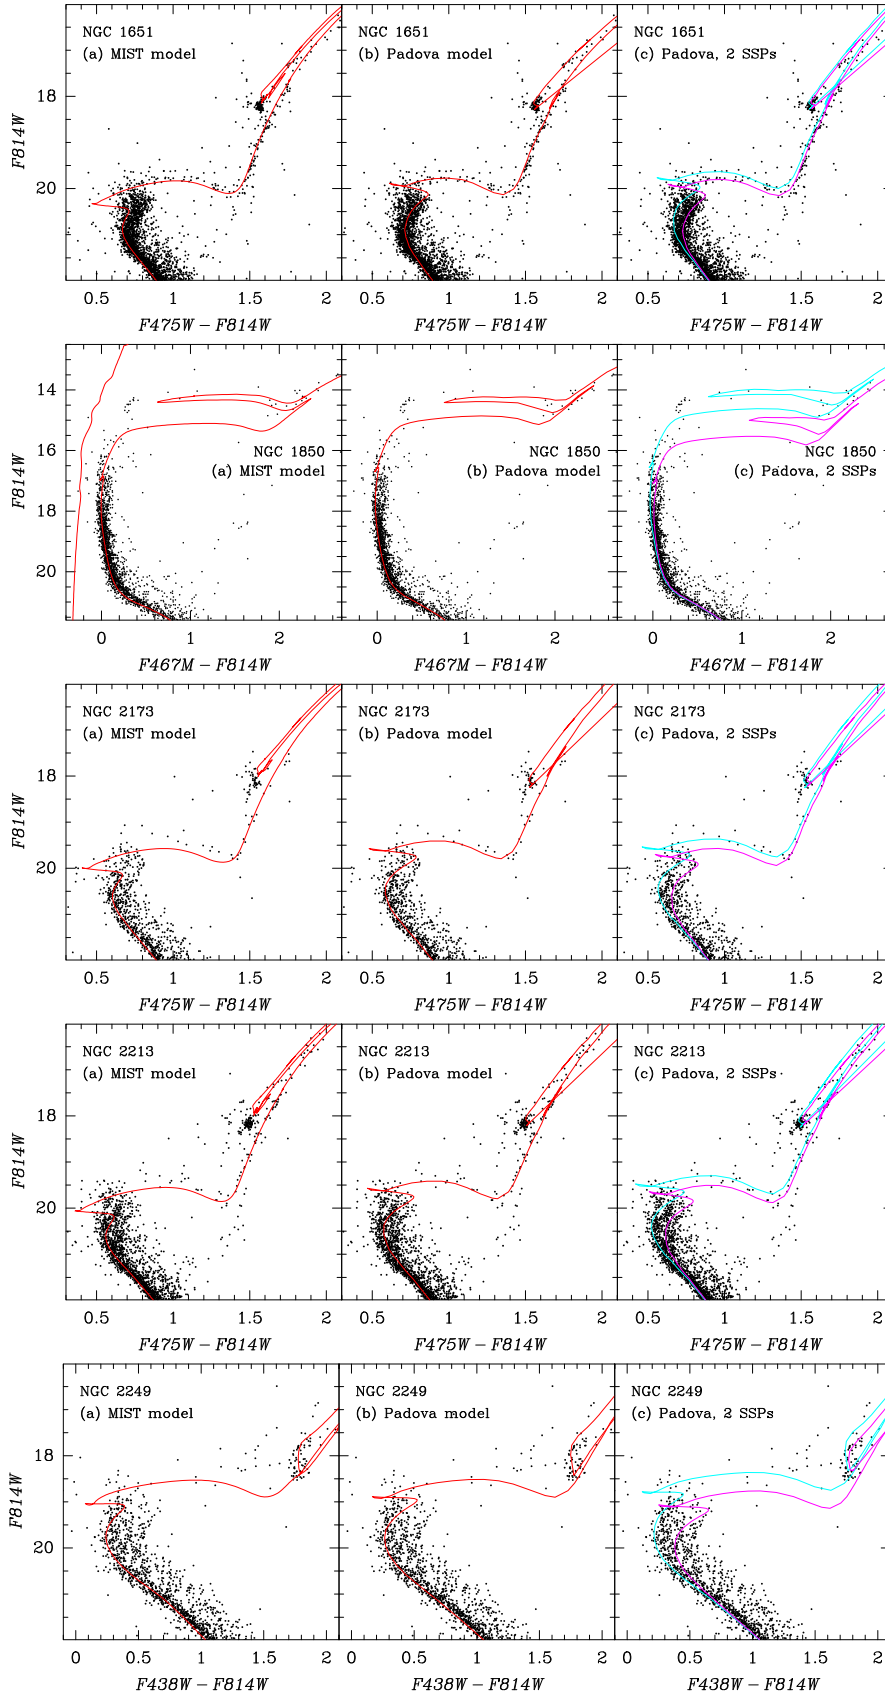 NGC 1651
(a) MIST model
NGC 1651
(b) Padova model
NGC 1651
(c) Padova, 2 SSPs
F814W
18
20
0.5 1 1.5 2
0.5 1 1.5 2
0.5 1 1.5 2
F475W − F814W
F475W − F814W
F475W − F814W
NGC 1850
(a) MIST model
NGC 1850
(b) Padova model
NGC 1850
(c) Padova, 2 SSPs
F814W
14
16
18
20
0 1 2
0 1 2
0 1 2
F467M − F814W
F467M − F814W
F467M − F814W
NGC 2173
(a) MIST model
NGC 2173
(b) Padova model
NGC 2173
(c) Padova, 2 SSPs
F814W
18
20
0.5 1 1.5 2
0.5 1 1.5 2
0.5 1 1.5 2
F475W − F814W
F475W − F814W
F475W − F814W
NGC 2213
(a) MIST model
NGC 2213
(b) Padova model
NGC 2213
(c) Padova, 2 SSPs
F814W
18
20
0.5 1 1.5 2
0.5 1 1.5 2
0.5 1 1.5 2
F475W − F814W
F475W − F814W
F475W − F814W
NGC 2249
(a) MIST model
NGC 2249
(b) Padova model
NGC 2249
(c) Padova, 2 SSPs
F814W
18
20
0 0.5 1 1.5 2
0 0.5 1 1.5 2
0 0.5 1 1.5 2
F438W − F814W
F438W − F814W
F438W − F814W